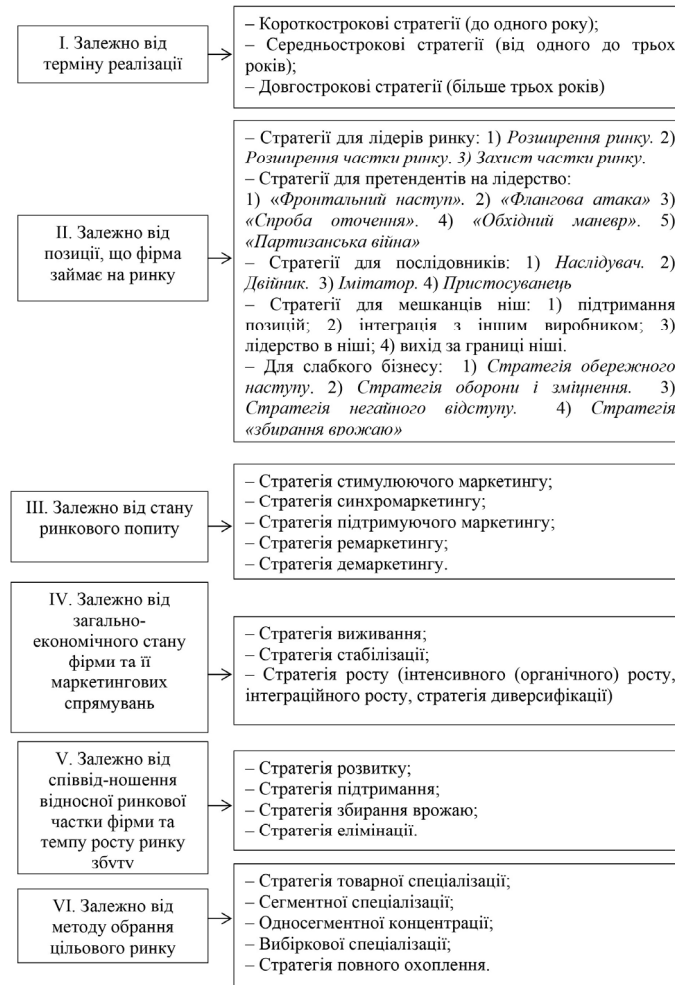 І. Залежно від
терміну реалізації
– Короткострокові стратегії (до одного року);
– Середньострокові стратегії (від одного до трьох
років);
– Довгострокові стратегії (більше трьох років)
ІІ. Залежно від
позиції, що фірма
займає на ринку
– Стратегії для лідерів ринку: 1) Розширення ринку. 2)
Розширення частки ринку. 3) Захист частки ринку.
– Стратегії для претендентів на лідерство:
1) «Фронтальний наступ». 2) «Флангова атака» 3)
«Спроба оточення». 4) «Обхідний маневр». 5)
«Партизанська війна»
– Стратегії для послідовників: 1) Наслідувач. 2)
Двійник. 3) Імітатор. 4) Пристосуванець
– Стратегії для мешканців ніш: 1) підтримання
позицій; 2) інтеграція з іншим виробником; 3)
лідерство в ніші; 4) вихід за границі ніші.
– Для слабкого бізнесу: 1) Стратегія обережного
наступу. 2) Стратегія оборони і зміцнення. 3)
Стратегія негайного відступу. 4) Стратегія
«збирання врожаю»
ІІІ. Залежно від стану
ринкового попиту
– Стратегія стимулюючого маркетингу;
– Стратегія синхромаркетингу;
– Стратегія підтримуючого маркетингу;
– Стратегія ремаркетингу;
– Стратегія демаркетингу.
IV. Залежно від
загально-
економічного стану
фірми та її
маркетингових
спрямувань
– Стратегія виживання;
– Стратегія стабілізації;
– Стратегія росту (інтенсивного (органічного) росту,
інтеграційного росту, стратегія диверсифікації)
V. Залежно від
співвід-ношення
відносної ринкової
частки фірми та
темпу росту ринку
збуту
– Стратегія розвитку;
– Стратегія підтримання;
– Стратегія збирання врожаю;
– Стратегія елімінації.
VI. Залежно від
методу обрання
цільового ринку
– Стратегія товарної спеціалізації;
– Сегментної спеціалізації;
– Односегментної концентрації;
– Вибіркової спеціалізації;
– Стратегія повного охоплення.